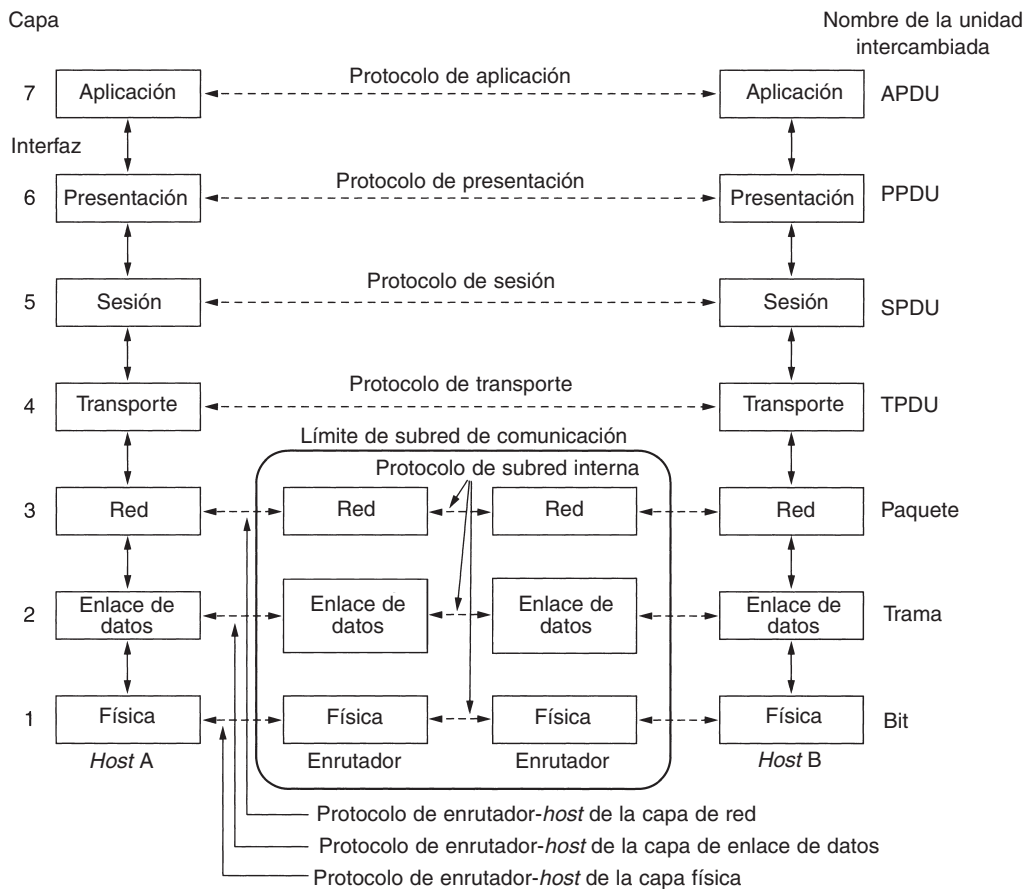 Capa
Nombre de la unidad
intercambiada
Protocolo de aplicación
7 Aplicación Aplicación APDU
Interfaz
Protocolo de presentación
6 Presentación Presentación PPDU
Protocolo de sesión
5 Sesión Sesión SPDU
Protocolo de transporte
4 Transporte Transporte TPDU
Límite de subred de comunicación
Protocolo de subred interna
3 Red Red Red Red Paquete
2 Enlace de datos Enlace de datos Enlace de datos Enlace de datos Trama
1 Física Física Física Física Bit
Host A Enrutador Enrutador Host B
Protocolo de enrutador-host de la capa de red
Protocolo de enrutador-host de la capa de enlace de datos
Protocolo de enrutador-host de la capa física